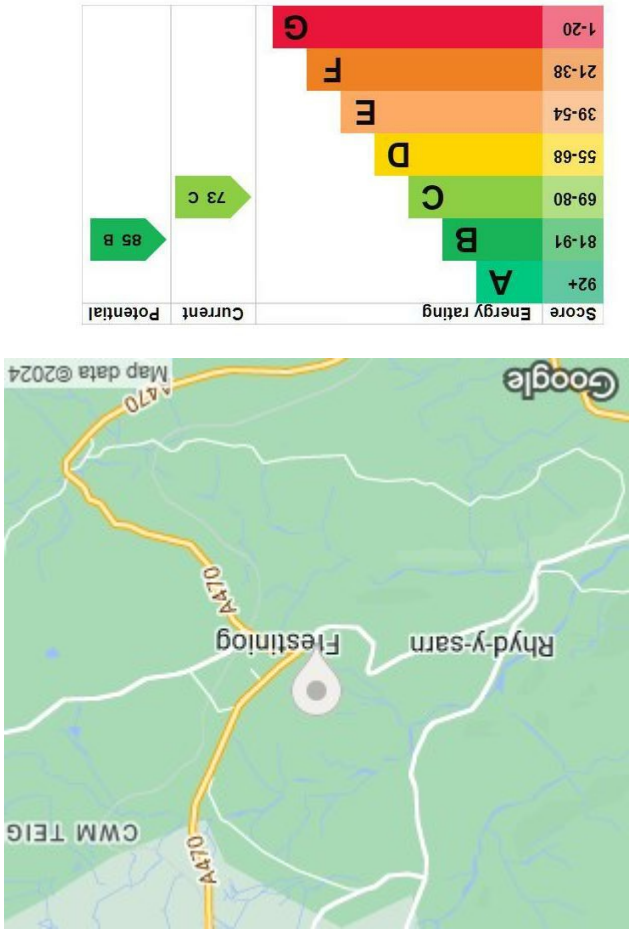 A470
CWM TEIG
Rhyd-y-sarn Ffestiniog
A470
A470
Google Map data ©2024
Score Energy rating Current Potential
92+ A
81-91 B 85 B
69-80 C 73 C
55-68 D
39-54 E
21-38 F
1-20 G